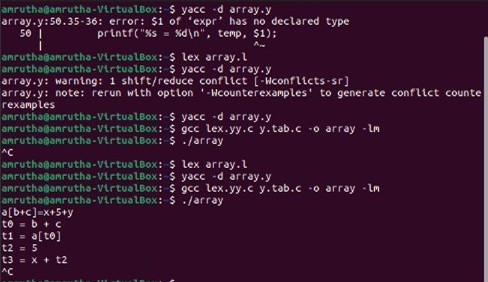 amrutha@amrutha-VirtualBox:~$ yacc -d array.y
array.y:50.35-36: error: $1 of ‘expr’ has no declared type
   50 |         printf("%s = %d\n", temp, $1);
      |                                   ^~
amrutha@amrutha-VirtualBox:~$ lex array.l
amrutha@amrutha-VirtualBox:~$ yacc -d array.y
array.y: warning: 1 shift/reduce conflict [-Wconflicts-sr]
array.y: note: rerun with option '-Wcounterexamples' to generate conflict counte
rexamples
amrutha@amrutha-VirtualBox:~$ yacc -d array.y
amrutha@amrutha-VirtualBox:~$ gcc lex.yy.c y.tab.c -o array -lm
amrutha@amrutha-VirtualBox:~$ ./array
^C
amrutha@amrutha-VirtualBox:~$ lex array.l
amrutha@amrutha-VirtualBox:~$ yacc -d array.y
amrutha@amrutha-VirtualBox:~$ gcc lex.yy.c y.tab.c -o array -lm
amrutha@amrutha-VirtualBox:~$ ./array
a[b+c]=x+5+y
t0 = b + c
t1 = a[t0]
t2 = 5
t3 = x + t2
^C